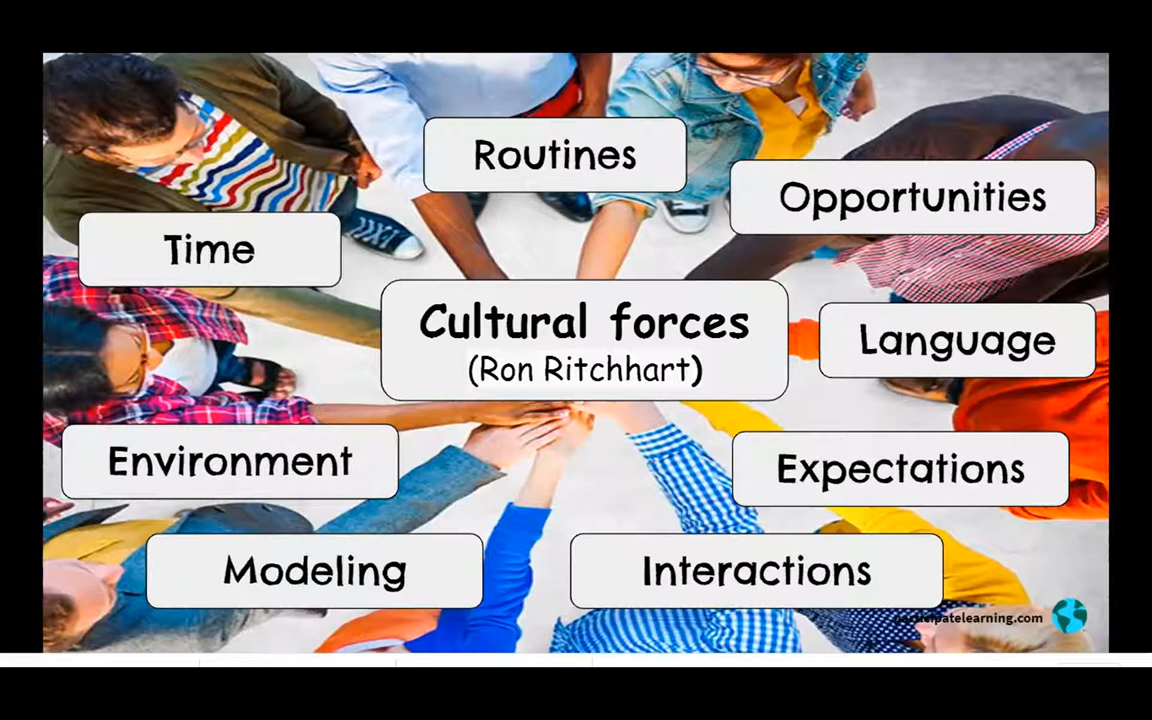 Routines
Opportunities
Time
Cultural forces
(Ron Ritchhart)
Language
Environment
Expectations
Modeling
Interactions
participatelearning.com